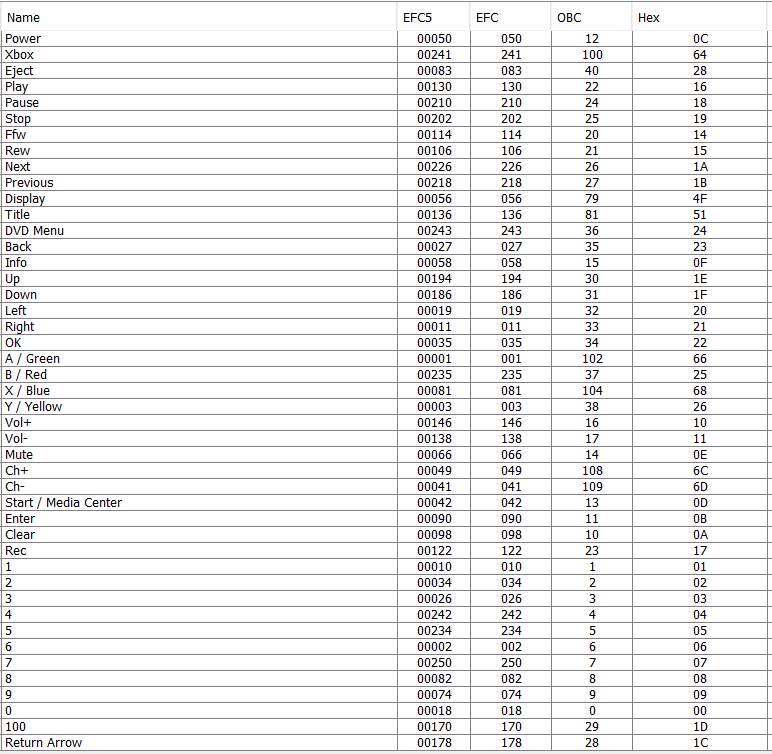 Name EFC5 EFC OBC Hex
Power 00050 050 12 0C
Xbox 00241 241 100 64
Eject 00083 083 40 28
Play 00130 130 22 16
Pause 00210 210 24 18
Stop 00202 202 25 19
Ffw 00114 114 20 14
Rew 00106 106 21 15
Next 00226 226 26 1A
Previous 00218 218 27 1B
Display 00056 056 79 4F
Title 00136 136 81 51
DVD Menu 00243 243 36 24
Back 00027 027 35 23
Info 00058 058 15 0F
Up 00194 194 30 1E
Down 00186 186 31 1F
Left 00019 019 32 20
Right 00011 011 33 21
OK 00035 035 34 22
A / Green 00001 001 102 66
B / Red 00235 235 37 25
X / Blue 00081 081 104 68
Y / Yellow 00003 003 38 26
Vol+ 00146 146 16 10
Vol- 00138 138 17 11
Mute 00066 066 14 0E
Ch+ 00049 049 108 6C
Ch- 00041 041 109 6D
Start / Media Center 00042 042 13 0D
Enter 00090 090 11 0B
Clear 00098 098 10 0A
Rec 00122 122 23 17
1 00010 010 1 01
2 00034 034 2 02
3 00026 026 3 03
4 00242 242 4 04
5 00234 234 5 05
6 00002 002 6 06
7 00250 250 7 07
8 00082 082 8 08
9 00074 074 9 09
0 00018 018 0 00
100 00170 170 29 1D
Return Arrow 00178 178 28 1C